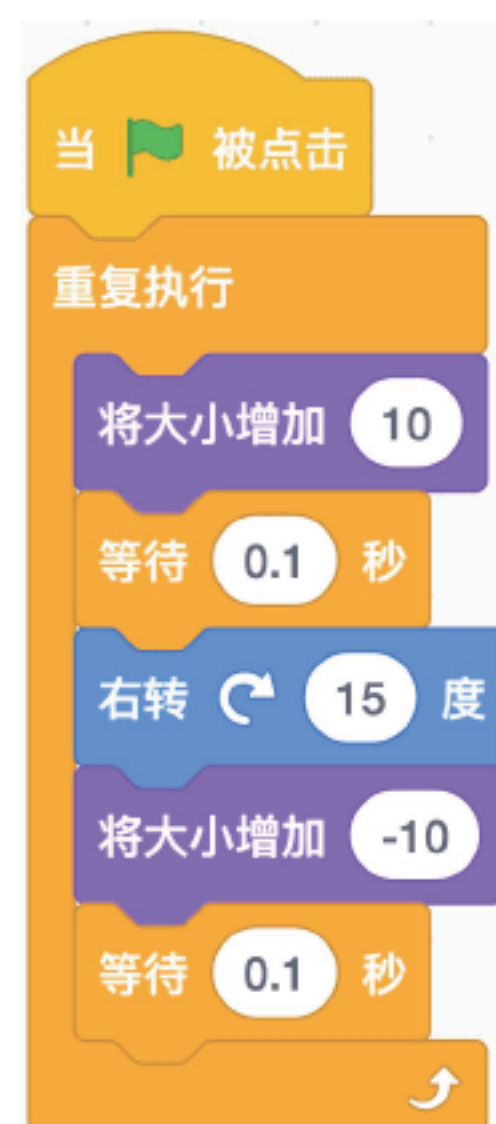 当 被点击
重复执行
将大小增加 10
等待 0.1 秒
右转 15 度
将大小增加 -10
等待 0.1 秒